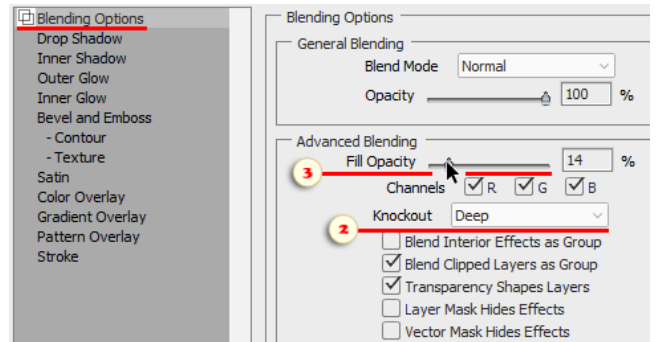 Blending Options
Drop Shadow
Inner Shadow
Outer Glow
Inner Glow
Bevel and Emboss
- Contour
- Texture
Satin
Color Overlay
Gradient Overlay
Pattern Overlay
Stroke
Blending Options
General Blending
Blend Mode Normal
Opacity 100 %
Advanced Blending
Fill Opacity 14 %
3
Channels R G B
Knockout Deep
2
Blend Interior Effects as Group
Blend Clipped Layers as Group
Transparency Shapes Layers
Layer Mask Hides Effects
Vector Mask Hides Effects